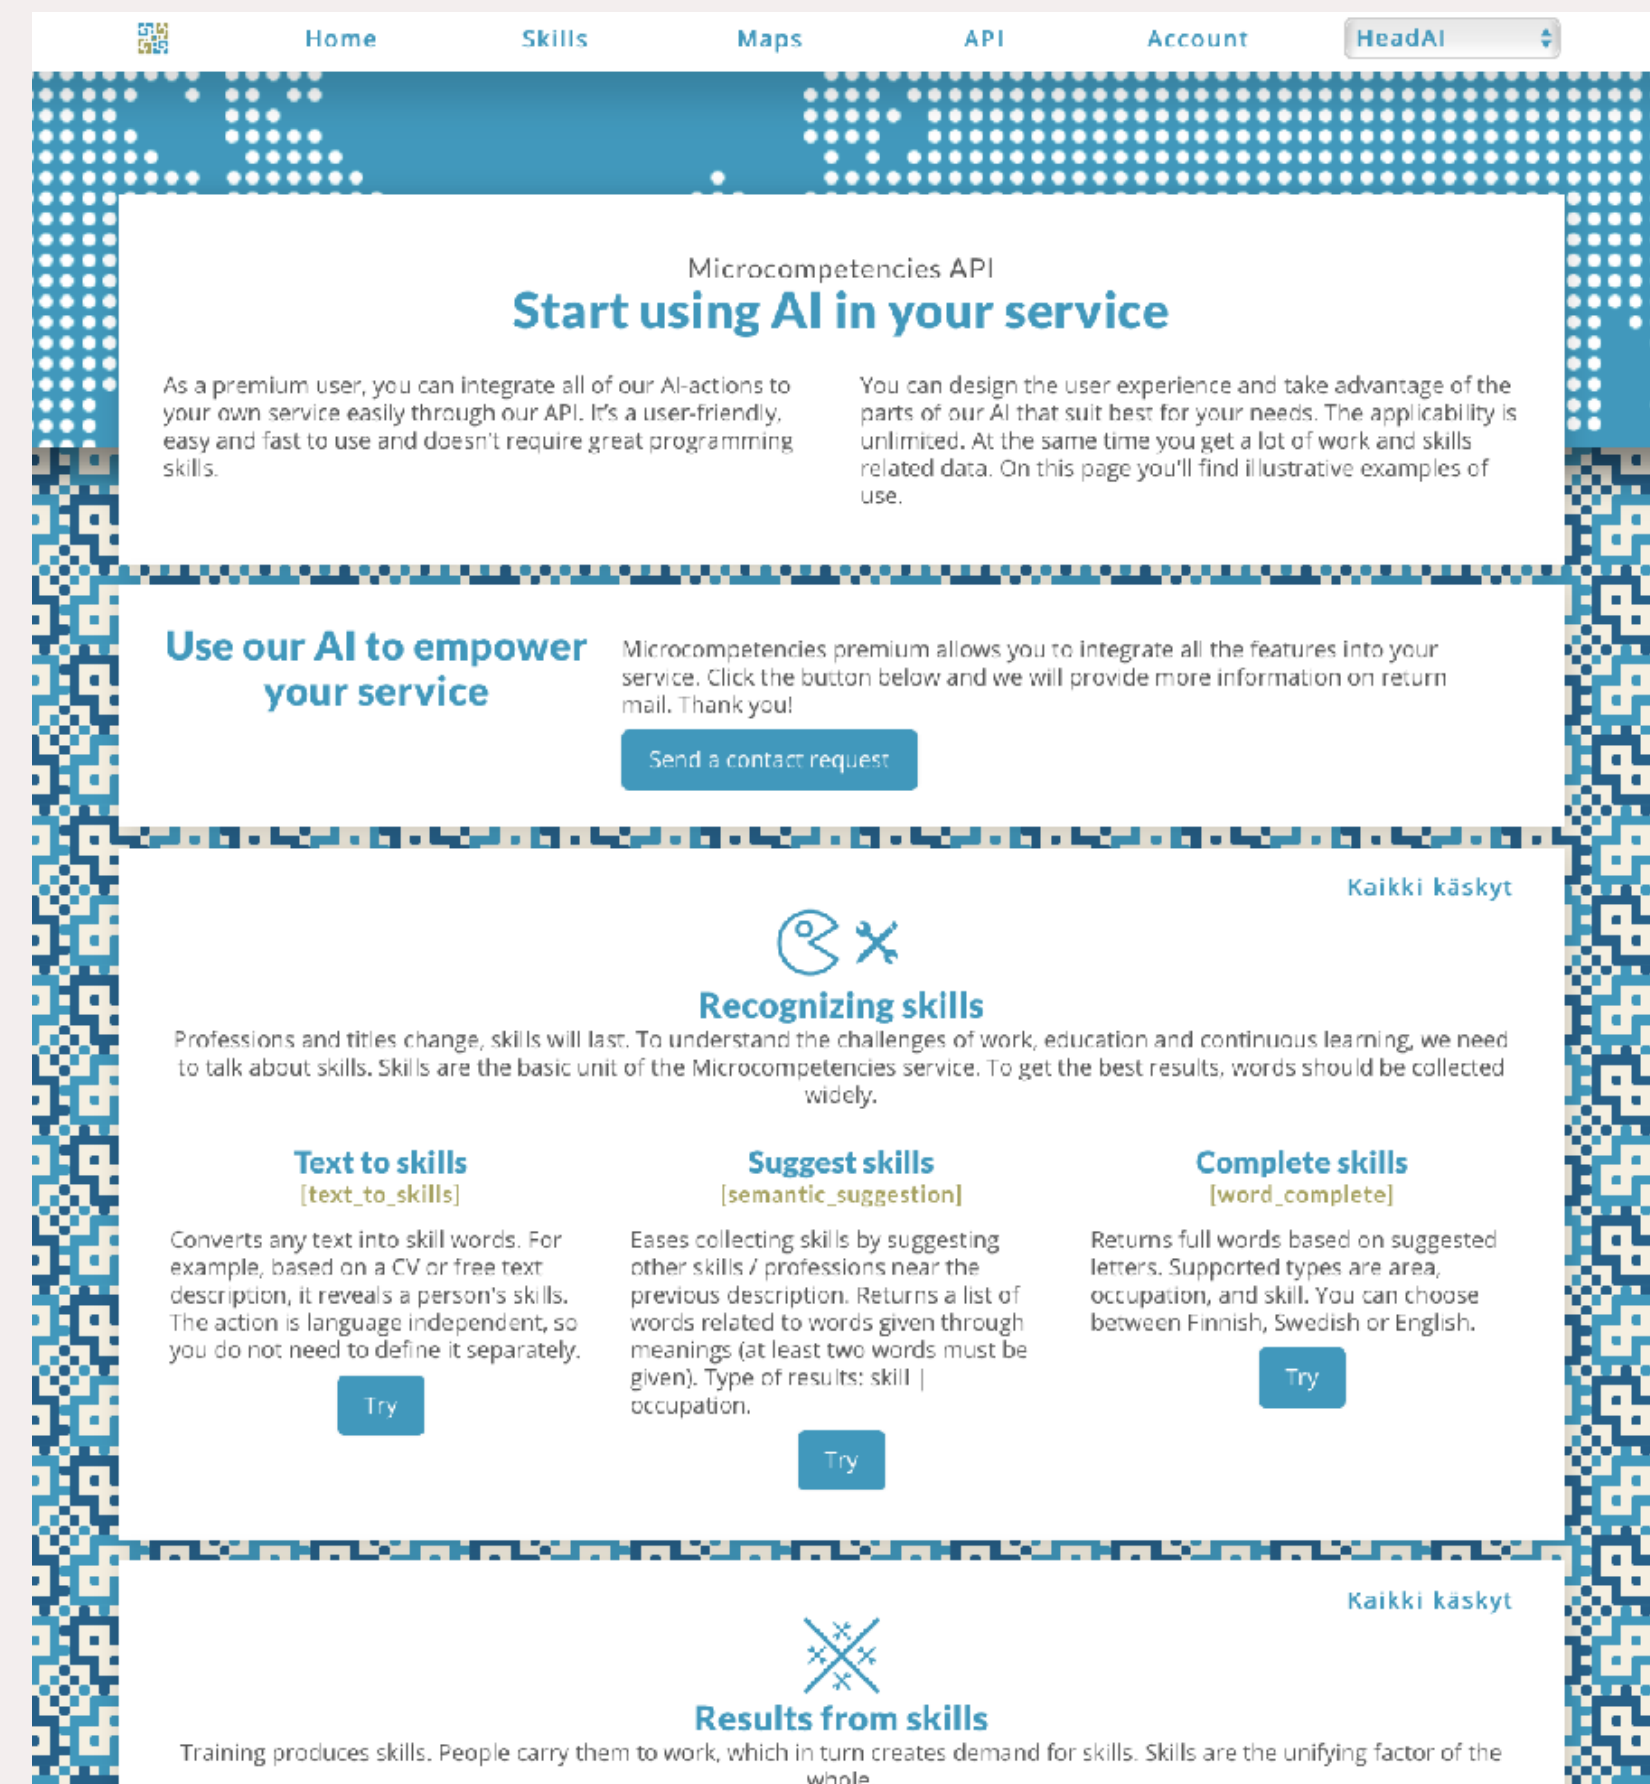 Home Skills Maps API Account HeadAI
Microcompetencies API
Start using AI in your service
As a premium user, you can integrate all of our AI-actions to
your own service easily through our API. It's a user-friendly,
easy and fast to use and doesn't require great programming
skills.
You can design the user experience and take advantage of the
parts of our AI that suit best for your needs. The applicability is
unlimited. At the same time you get a lot of work and skills
related data. On this page you'll find illustrative examples of
use.
Use our AI to empower
your service
Microcompetencies premium allows you to integrate all the features into your
service. Click the button below and we will provide more information on return
mail. Thank you!
Send a contact request
Kaikki käskyt
Recognizing skills
Professions and titles change, skills will last. To understand the challenges of work, education and continuous learning, we need
to talk about skills. Skills are the basic unit of the Microcompetencies service. To get the best results, words should be collected
widely.
Text to skills
[text_to_skills]
Converts any text into skill words. For
example, based on a CV or free text
description, it reveals a person's skills.
The action is language independent, so
you do not need to define it separately.
Try
Suggest skills
[semantic_suggestion]
Eases collecting skills by suggesting
other skills / professions near the
previous description. Returns a list of
words related to words given through
meanings (at least two words must be
given). Type of results: skill |
occupation.
Try
Complete skills
[word_complete]
Returns full words based on suggested
letters. Supported types are area,
occupation, and skill. You can choose
between Finnish, Swedish or English.
Try
Kaikki käskyt
Results from skills
Training produces skills. People carry them to work, which in turn creates demand for skills. Skills are the unifying factor of the
whole